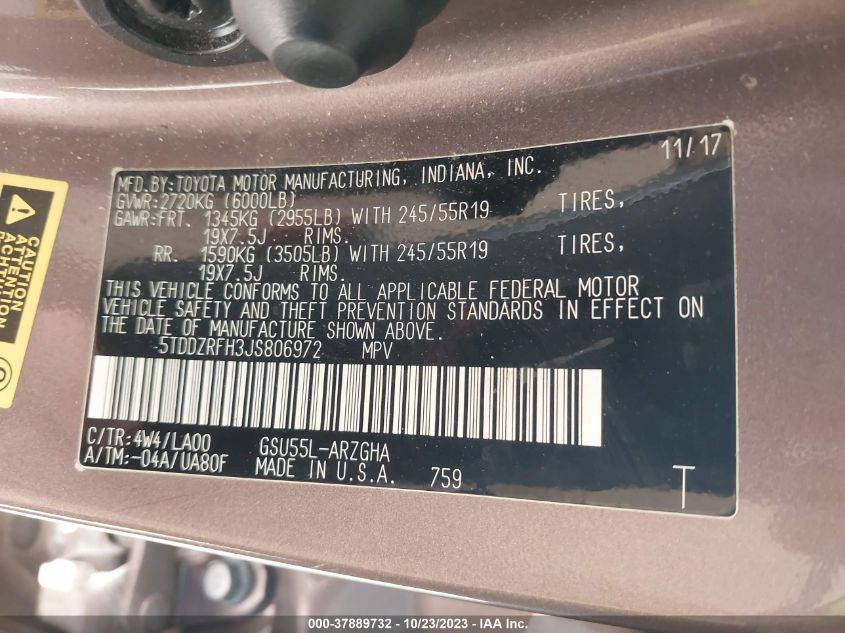 11/17
MFD.BY:TOYOTA MOTOR MANUFACTURING, INDIANA, INC.
GVWR:2720KG (6000LB)
GAWR:FRT. 1345KG (2955LB) WITH 245/55R19 TIRES,
19X7.5J RIMS.
RR. 1590KG (3505LB) WITH 245/55R19 TIRES,
19X7.5J RIMS.
THIS VEHICLE CONFORMS TO ALL APPLICABLE FEDERAL MOTOR
VEHICLE SAFETY AND THEFT PREVENTION STANDARDS IN EFFECT ON
THE DATE OF MANUFACTURE SHOWN ABOVE.
5TDDZRFH3JS806972 MPV
C/TR:4W4/LA00 GSU55L-ARZGHA
A/TM:-04A/UA80F MADE IN U.S.A. 759
T
CAUTION
ATTENTION
ACHTUNG
000-37889732 - 10/23/2023 - IAA Inc.